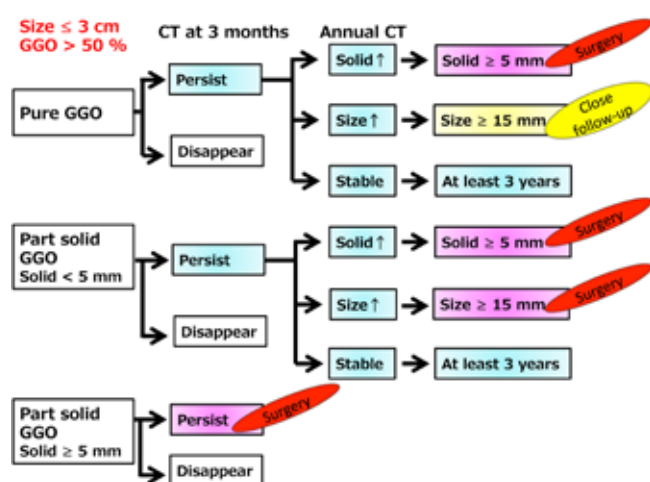 Size ≤ 3 cm
GGO > 50 %
CT at 3 months
Annual CT
Pure GGO
Persist
Disappear
Solid↑
Solid ≥ 5 mm
Surgery
Size↑
Size ≥ 15 mm
Close
follow-up
Stable
At least 3 years
Part solid
GGO
Solid < 5 mm
Persist
Disappear
Solid↑
Solid ≥ 5 mm
Surgery
Size↑
Size ≥ 15 mm
Surgery
Stable
At least 3 years
Part solid
GGO
Solid ≥ 5 mm
Persist
Surgery
Disappear